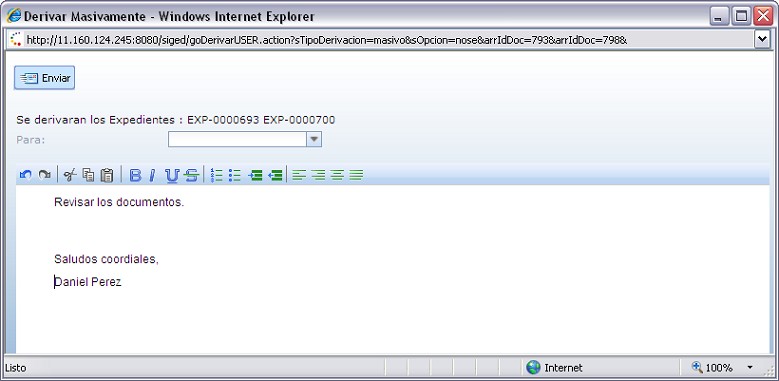 Derivar Masivamente - Windows Internet Explorer
http://11.160.124.245:8080/siged/goDerivarUSER.action?sTipoDerivacion=masivo&sOpcion=nose&arrIdDoc=793&arrIdDoc=798&
Enviar
Se derivaran los Expedientes : EXP-0000693 EXP-0000700
Para:
B I U S
Revisar los documentos.
Saludos coordiales,
Daniel Perez
Listo Internet 100%